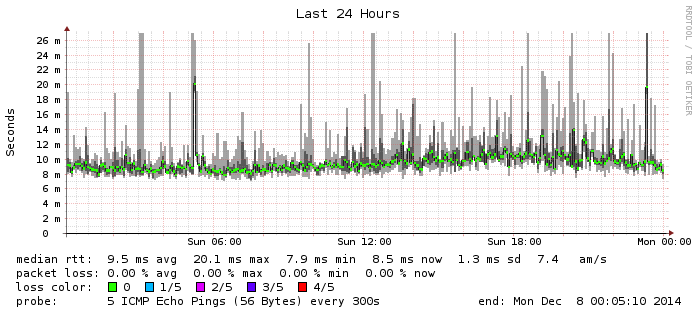 Last 24 Hours
RRDTOOL / TOBI OETIKER
Seconds
26 m
24 m
22 m
20 m
18 m
16 m
14 m
12 m
10 m
8 m
6 m
4 m
2 m
0
Sun 06:00 Sun 12:00 Sun 18:00 Mon 00:00
median rtt: 9.5 ms avg 20.1 ms max 7.9 ms min 8.5 ms now 1.3 ms sd 7.4 am/s
packet loss: 0.00 % avg 0.00 % max 0.00 % min 0.00 % now
loss color: 0 1/5 2/5 3/5 4/5
probe: 5 ICMP Echo Pings (56 Bytes) every 300s end: Mon Dec 8 00:05:10 2014